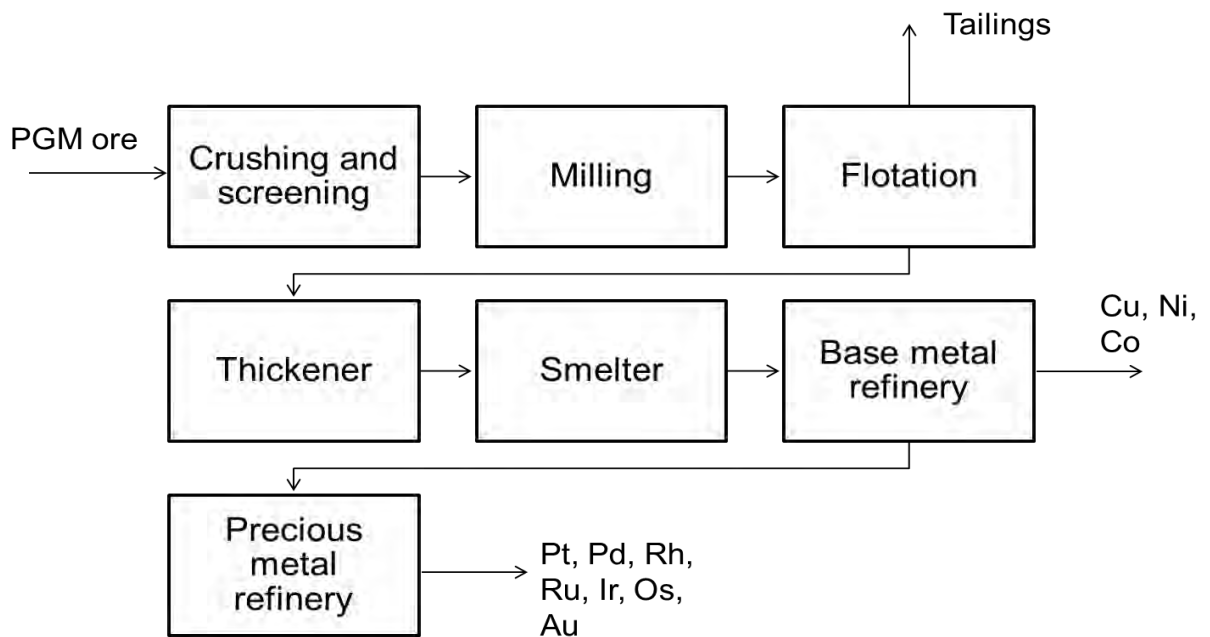 Tailings
PGM ore
Crushing and
screening
Milling
Flotation
Thickener
Smelter
Base metal
refinery
Cu, Ni,
Co
Precious
metal
refinery
Pt, Pd, Rh,
Ru, Ir, Os,
Au